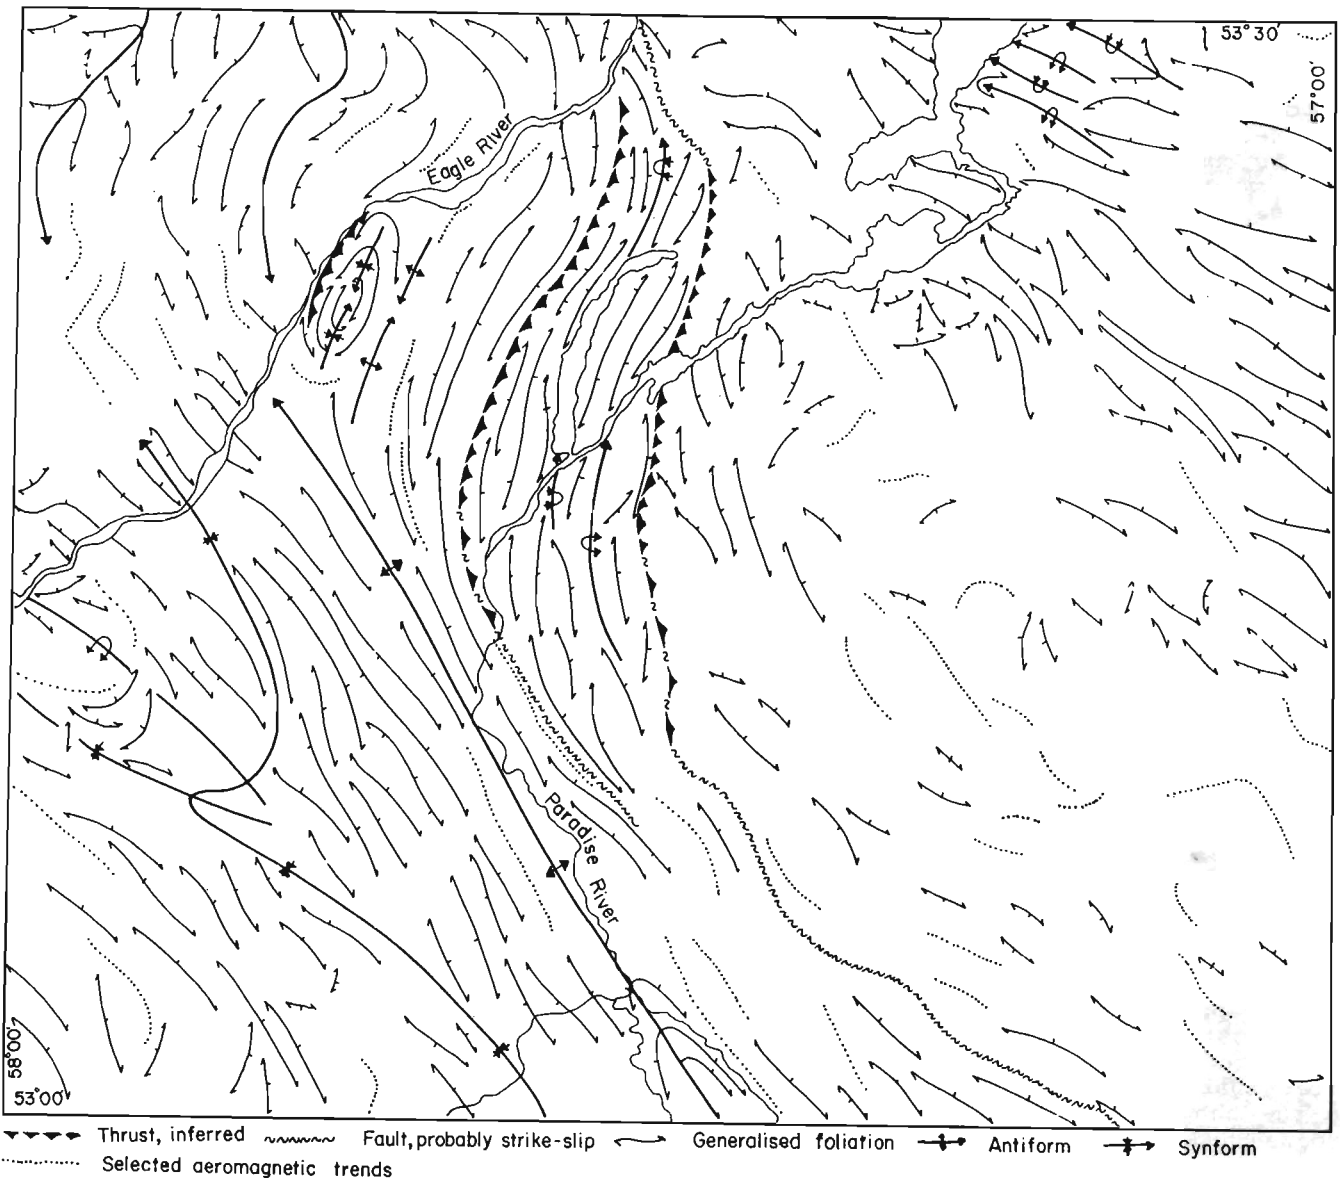 53°30'
57°00'
Eagle River
Paradise River
58°00'
53°00'
Thrust, inferred
Fault, probably strike-slip
Generalised foliation
Antiform
Synform
Selected aeromagnetic trends